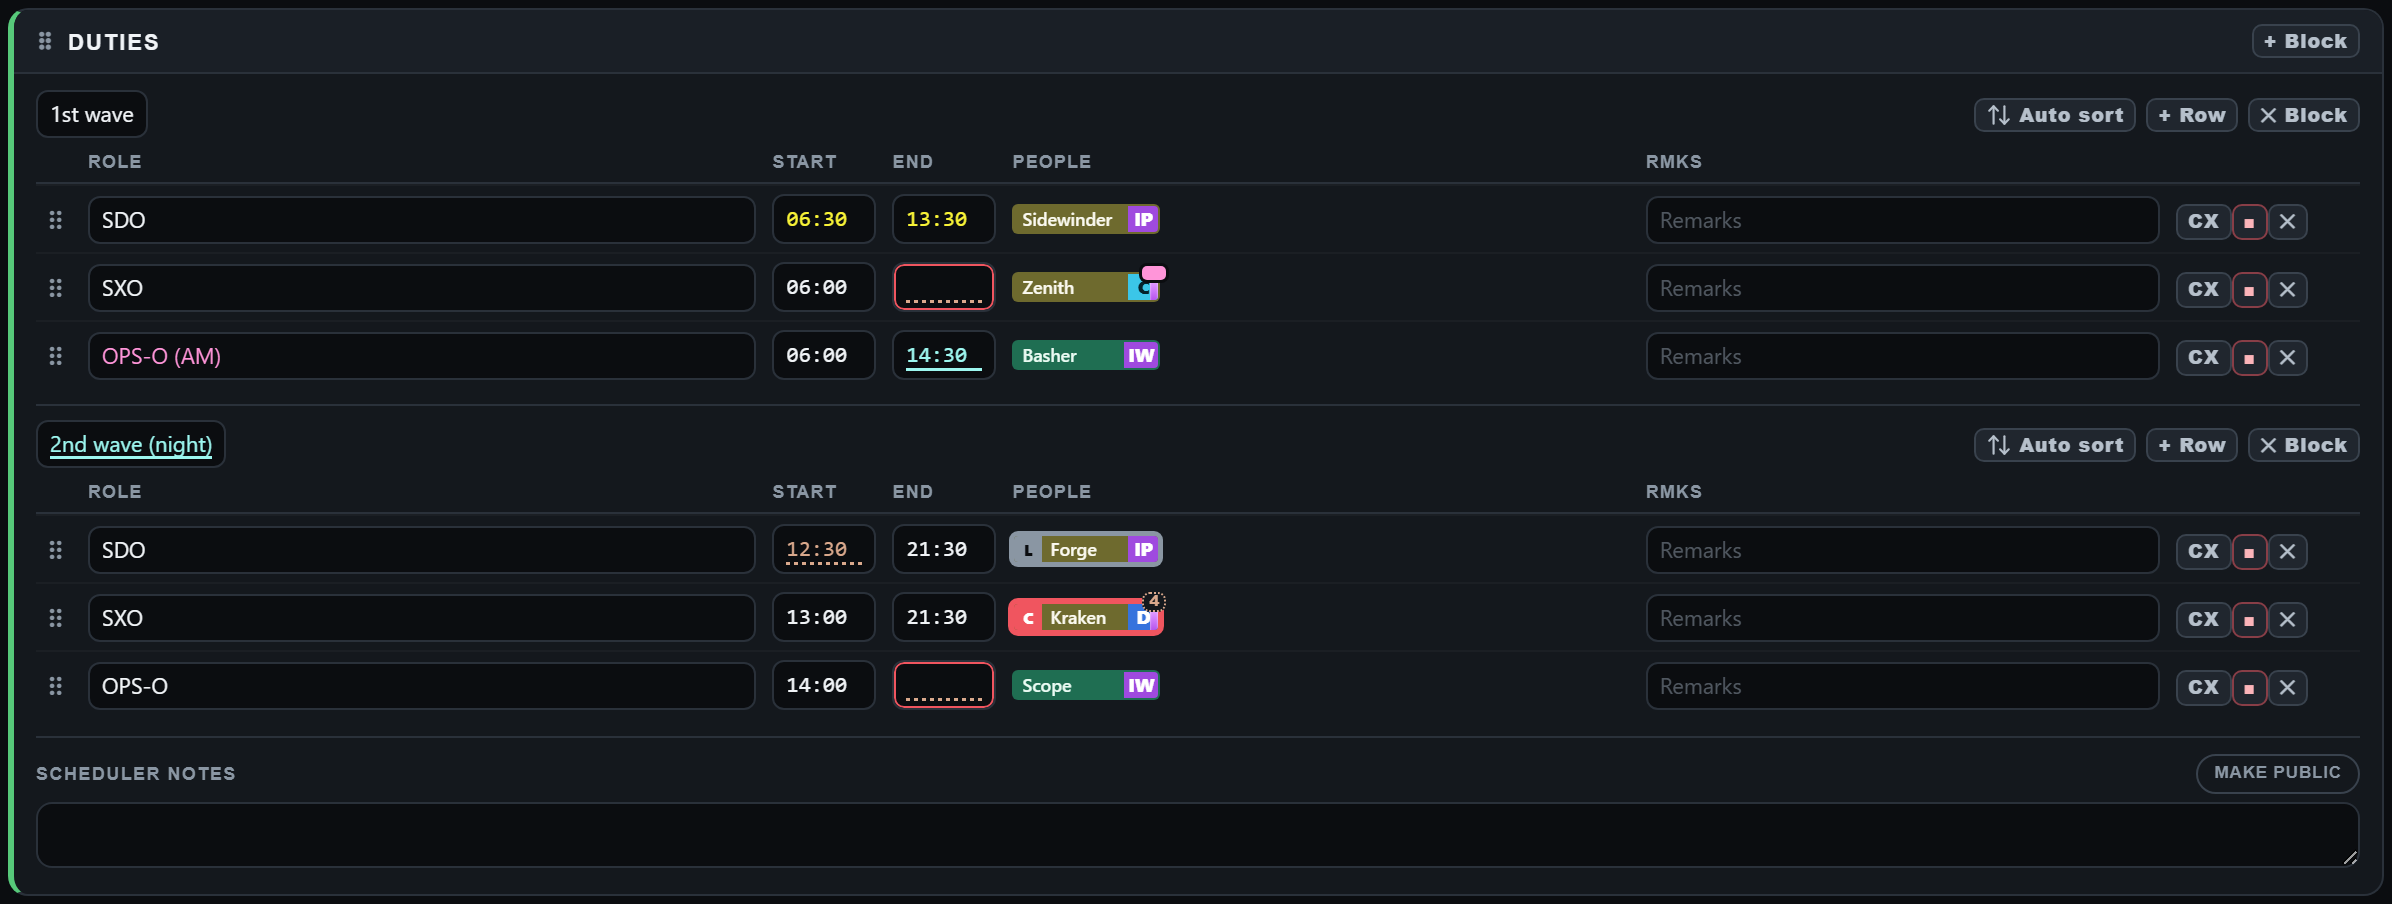 DUTIES + Block
1st wave Auto sort + Row × Block
ROLE START END PEOPLE RMKS
SDO 06:30 13:30 Sidewinder IP Remarks CX ×
SXO 06:00 Zenith C Remarks CX ×
OPS-O (AM) 06:00 14:30 Basher IW Remarks CX ×
2nd wave (night) Auto sort + Row × Block
ROLE START END PEOPLE RMKS
SDO 12:30 21:30 L Forge IP Remarks CX ×
SXO 13:00 21:30 C Kraken D 4 Remarks CX ×
OPS-O 14:00 Scope IW Remarks CX ×
SCHEDULER NOTES MAKE PUBLIC